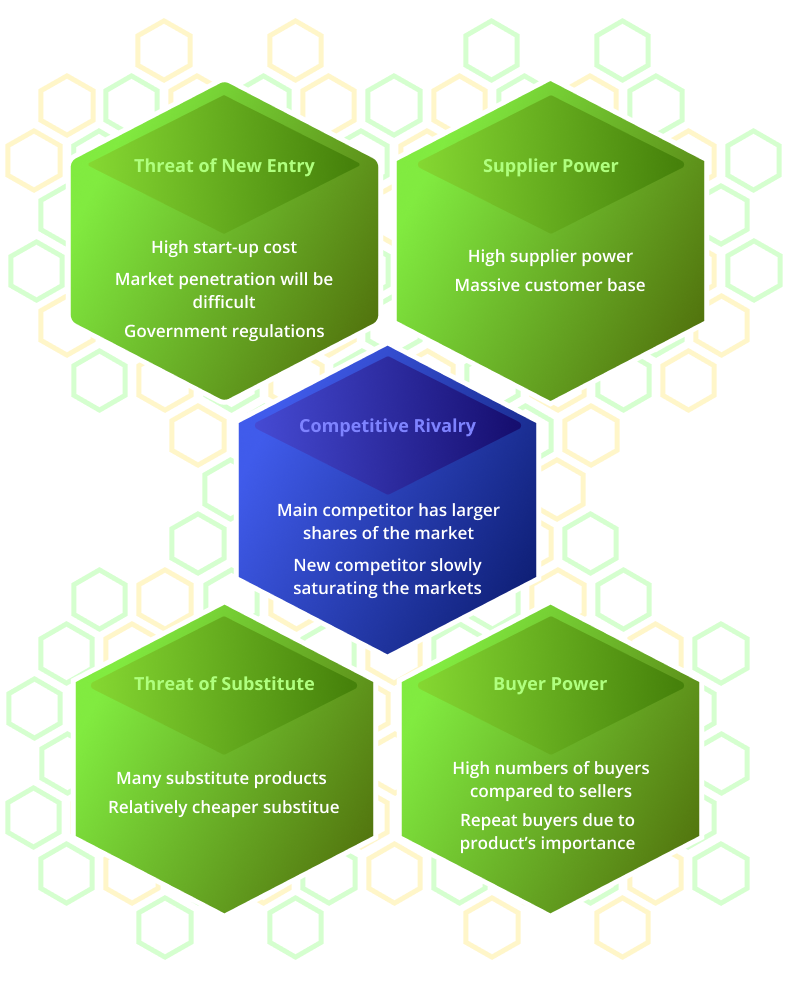 Threat of New Entry
High start-up cost
Market penetration will be
difficult
Government regulations
Supplier Power
High supplier power
Massive customer base
Competitive Rivalry
Main competitor has larger
shares of the market
New competitor slowly
saturating the markets
Threat of Substitute
Many substitute products
Relatively cheaper substitue
Buyer Power
High numbers of buyers
compared to sellers
Repeat buyers due to
product’s importance